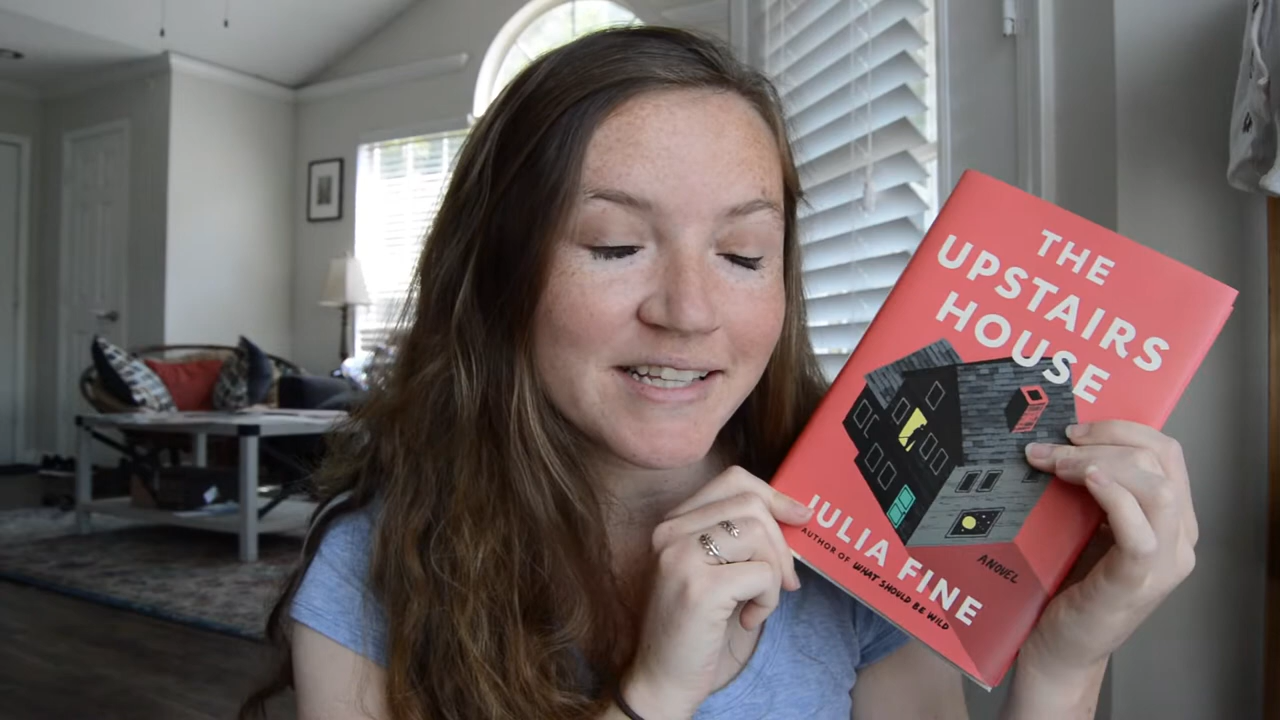 THE
UPSTAIRS
HOUSE
JULIA FINE
AUTHOR OF WHAT SHOULD BE WILD
A NOVEL